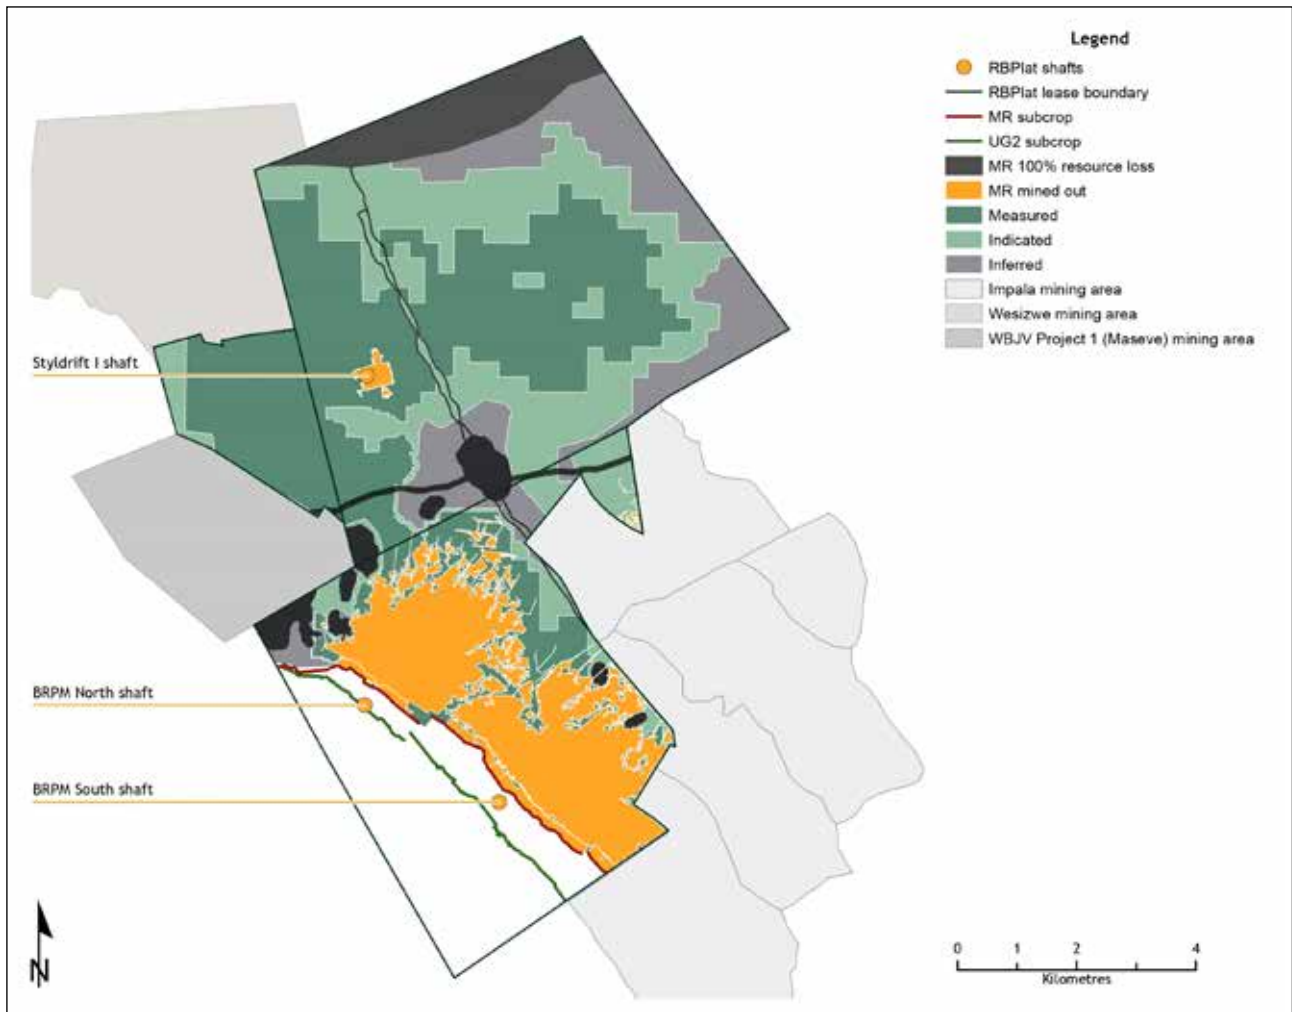 Legend
RBPlat shafts
RBPlat lease boundary
MR subcrop
UG2 subcrop
MR 100% resource loss
MR mined out
Measured
Indicated
Inferred
Impala mining area
Wesizwe mining area
WBJV Project 1 (Maseve) mining area
Styldrift I shaft
BRPM North shaft
BRPM South shaft
N
0 1 2 4
Kilometres